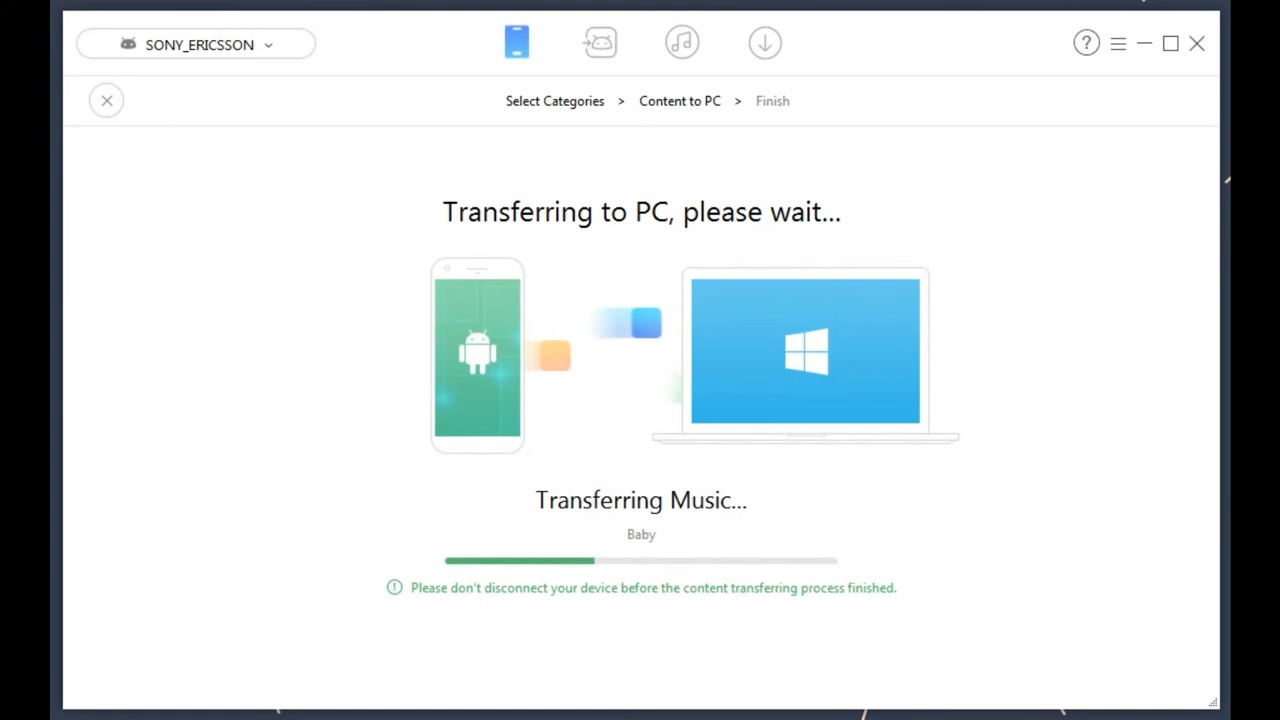 SONY_ERICSSON
Select Categories > Content to PC > Finish
Transferring to PC, please wait...
Transferring Music...
Baby
Please don't disconnect your device before the content transferring process finished.